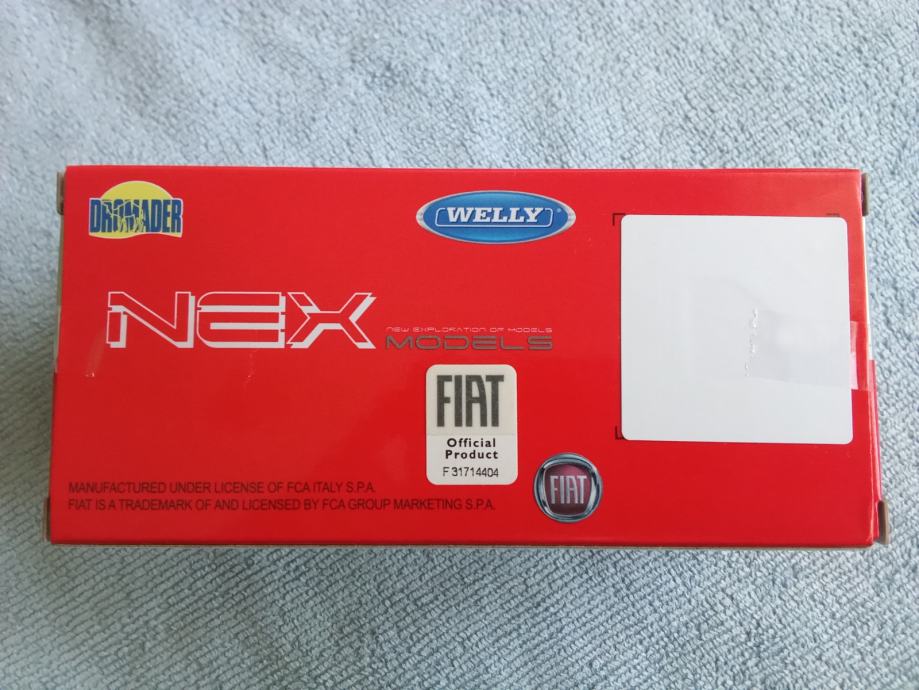 DROMADER
WELLY
NEX
NEW EXPLORATION OF MODELS
MODELS
FIAT
Official
Product
F 31714404
FIAT
MANUFACTURED UNDER LICENSE OF FCA ITALY S.P.A.
FIAT IS A TRADEMARK OF AND LICENSED BY FCA GROUP MARKETING S.P.A.